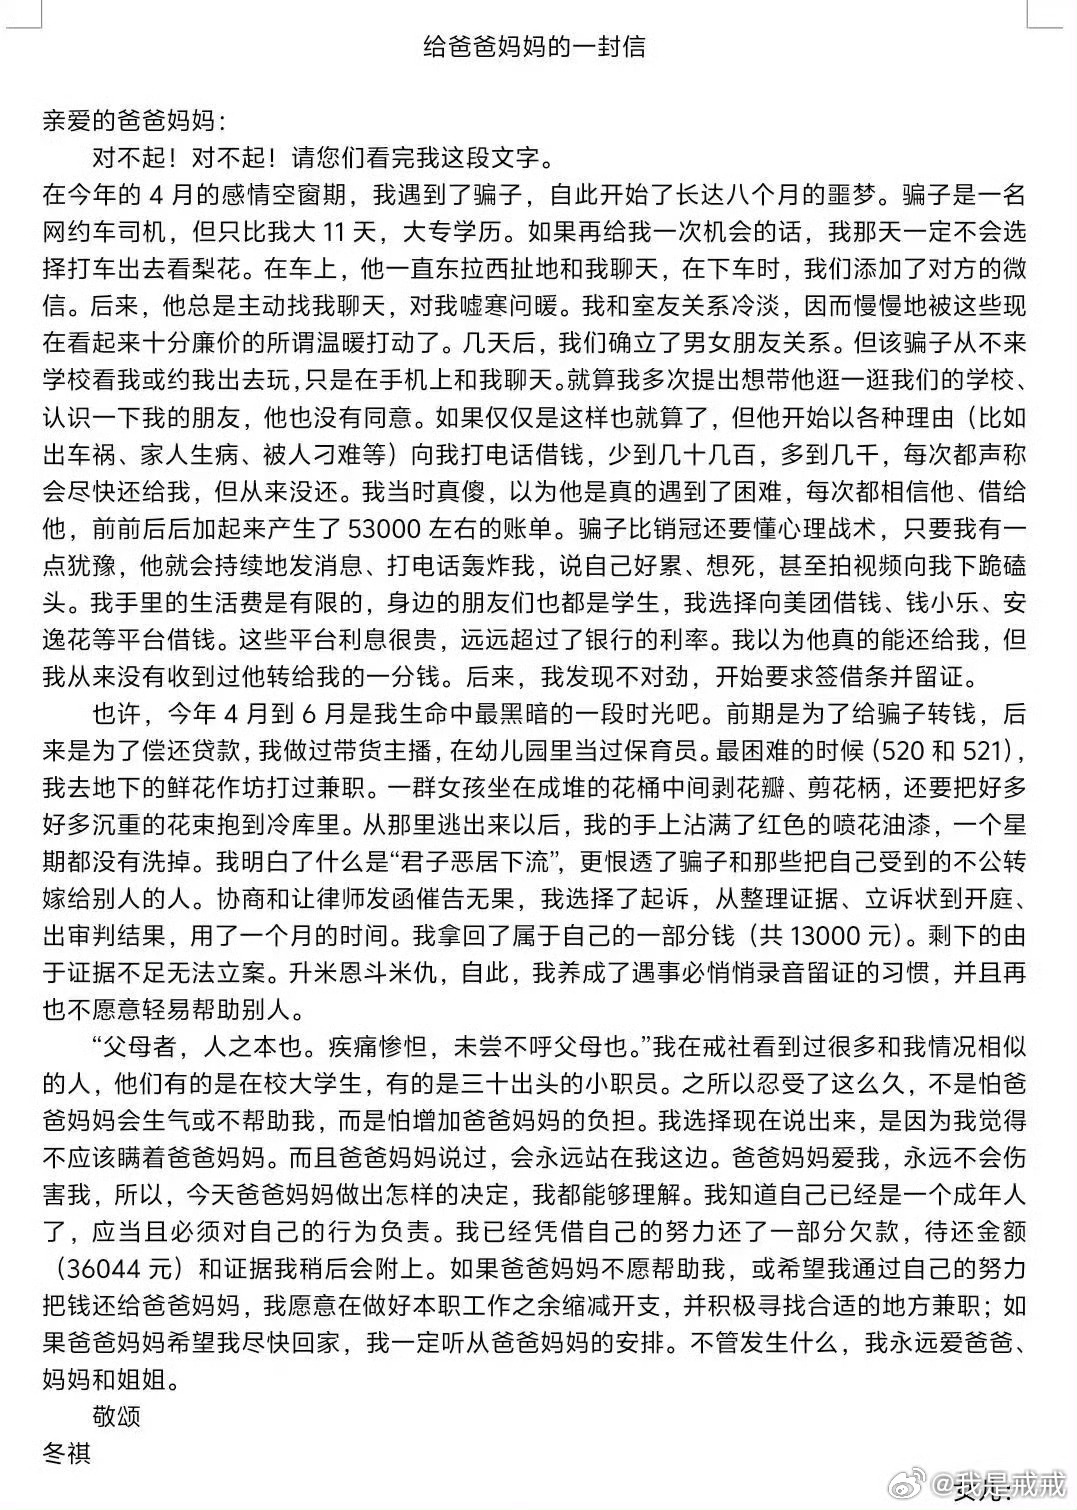 给爸爸妈妈的一封信
亲爱的爸爸妈妈：
对不起！对不起！请您们看完我这段文字。
在今年的 4 月的感情空窗期，我遇到了骗子，自此开始了长达八个月的噩梦。骗子是一名
网约车司机，但只比我大 11 天，大专学历。如果再给我一次机会的话，我那天一定不会选
择打车出去看梨花。在车上，他一直东拉西扯地和我聊天，在下车时，我们添加了对方的微
信。后来，他总是主动找我聊天，对我嘘寒问暖。我和室友关系冷淡，因而慢慢地被这些现
在看起来十分廉价的所谓温暖打动了。几天后，我们确立了男女朋友关系。但该骗子从不来
学校看我或约我出去玩，只是在手机上和我聊天。就算我多次提出想带他逛一逛我们的学校、
认识一下我的朋友，他也没有同意。如果仅仅是这样也就算了，但他开始以各种理由（比如
出车祸、家人生病、被人刁难等）向我打电话借钱，少到几十几百，多到几千，每次都声称
会尽快还给我，但从来没还。我当时真傻，以为他是真的遇到了困难，每次都相信他、借给
他，前前后后加起来产生了 53000 左右的账单。骗子比销冠还要懂心理战术，只要我有一
点犹豫，他就会持续地发消息、打电话轰炸我，说自己好累、想死，甚至拍视频向我下跪磕
头。我手里的生活费是有限的，身边的朋友们也都是学生，我选择向美团借钱、钱小乐、安
逸花等平台借钱。这些平台利息很贵，远远超过了银行的利率。我以为他真的能还给我，但
我从来没有收到过他转给我的一分钱。后来，我发现不对劲，开始要求签借条并留证。
也许，今年 4 月到 6 月是我生命中最黑暗的一段时光吧。前期是为了给骗子转钱，后
来是为了偿还贷款，我做过带货主播，在幼儿园里当过保育员。最困难的时候（520 和 521），
我去地下的鲜花作坊打过兼职。一群女孩坐在成堆的花桶中间剥花瓣、剪花柄，还要把好多
好多沉重的花束抱到冷库里。从那里逃出来以后，我的手上沾满了红色的喷花油漆，一个星
期都没有洗掉。我明白了什么是“君子恶居下流”，更恨透了骗子和那些把自己受到的不公转
嫁给别人的人。协商和让律师发函催告无果，我选择了起诉，从整理证据、立诉状到开庭、
出审判结果，用了一个月的时间。我拿回了属于自己的一部分钱（共 13000 元）。剩下的由
于证据不足无法立案。升米恩斗米仇，自此，我养成了遇事必悄悄录音留证的习惯，并且再
也不愿意轻易帮助别人。
“父母者，人之本也。疾痛惨怛，未尝不呼父母也。”我在戒社看到过很多和我情况相似
的人，他们有的是在校大学生，有的是三十出头的小职员。之所以忍受了这么久，不是怕爸
爸妈妈会生气或不帮助我，而是怕增加爸爸妈妈的负担。我选择现在说出来，是因为我觉得
不应该瞒着爸爸妈妈。而且爸爸妈妈说过，会永远站在我这边。爸爸妈妈爱我，永远不会伤
害我，所以，今天爸爸妈妈做出怎样的决定，我都能够理解。我知道自己已经是一个成年人
了，应当且必须对自己的行为负责。我已经凭借自己的努力还了一部分欠款，待还金额
（36044 元）和证据我稍后会附上。如果爸爸妈妈不愿帮助我，或希望我通过自己的努力
把钱还给爸爸妈妈，我愿意在做好本职工作之余缩减开支，并积极寻找合适的地方兼职；如
果爸爸妈妈希望我尽快回家，我一定听从爸爸妈妈的安排。不管发生什么，我永远爱爸爸、
妈妈和姐姐。
敬颂
冬祺
@我是戒戒